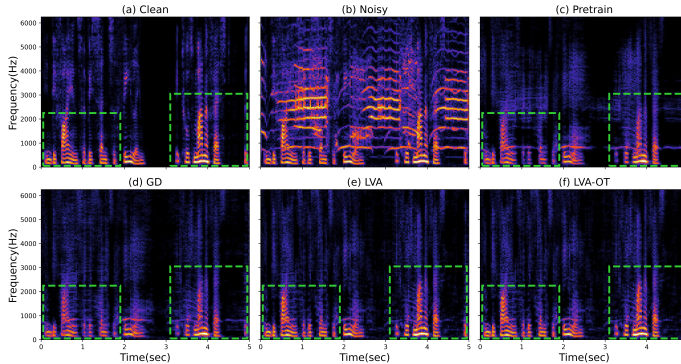 (a) Clean
(b) Noisy
(c) Pretrain
Frequency(Hz)
6000
5000
4000
3000
2000
1000
0
(d) GD
(e) LVA
(f) LVA-OT
Frequency(Hz)
6000
5000
4000
3000
2000
1000
0
0 1 2 3 4 5
0 1 2 3 4 5
0 1 2 3 4
Time(sec)
Time(sec)
Time(sec)